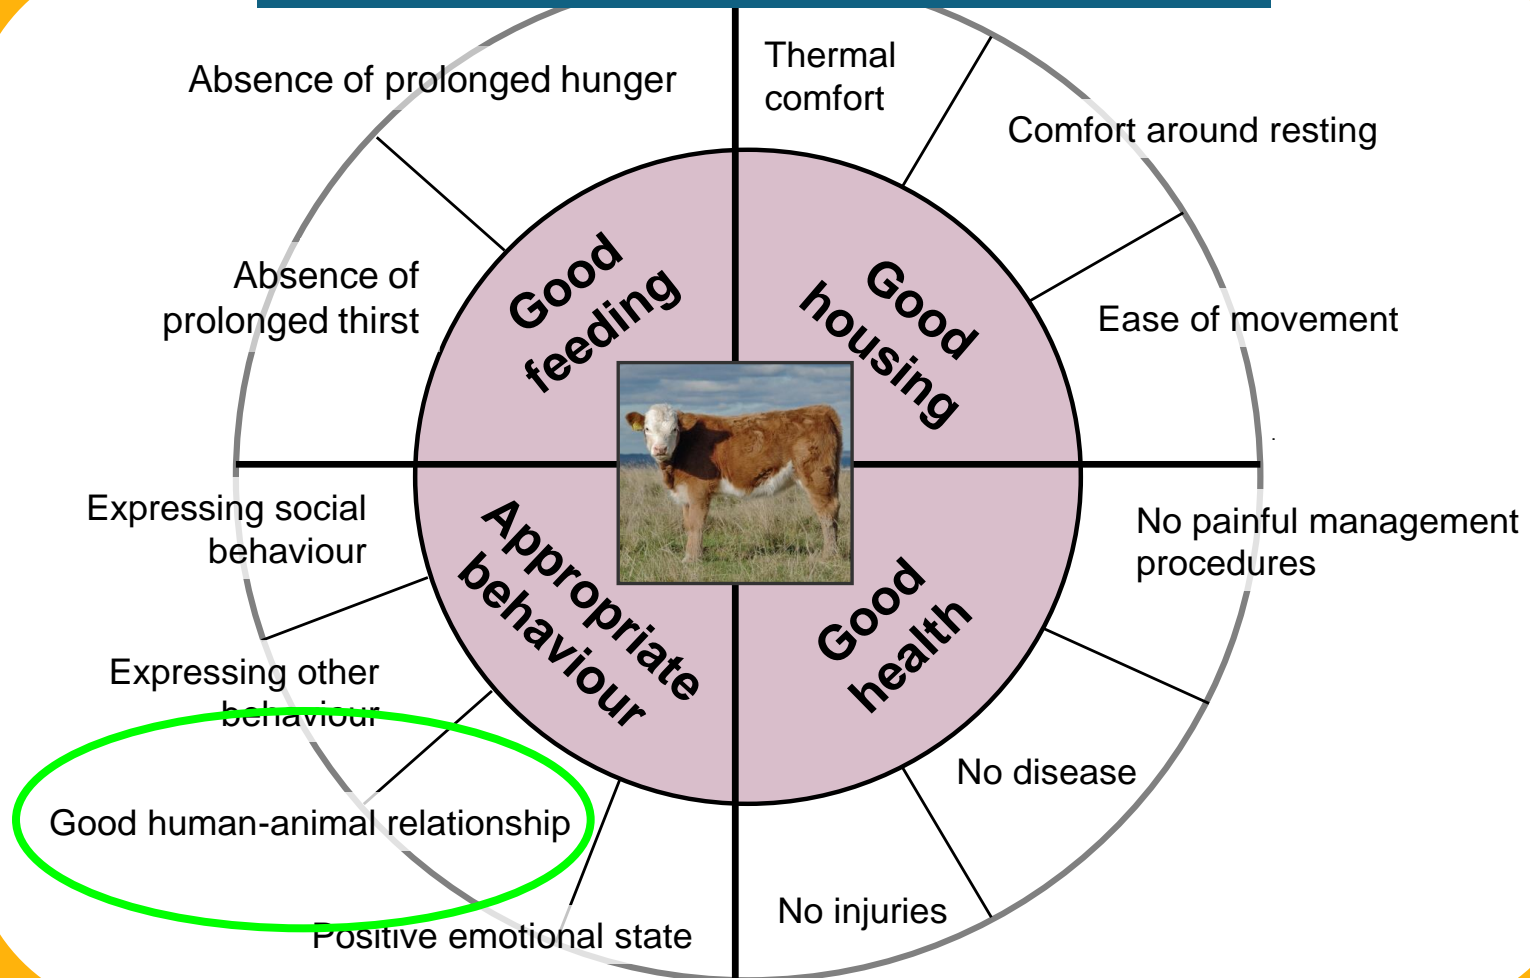 Absence of prolonged hunger
Thermal
comfort
Comfort around resting
Absence of
prolonged thirst
Good
feeding
Good
housing
Ease of movement
Expressing social
behaviour
Appropriate
behaviour
Good
health
No painful management
procedures
Expressing other
behaviour
Good human-animal relationship
Positive emotional state
No disease
No injuries